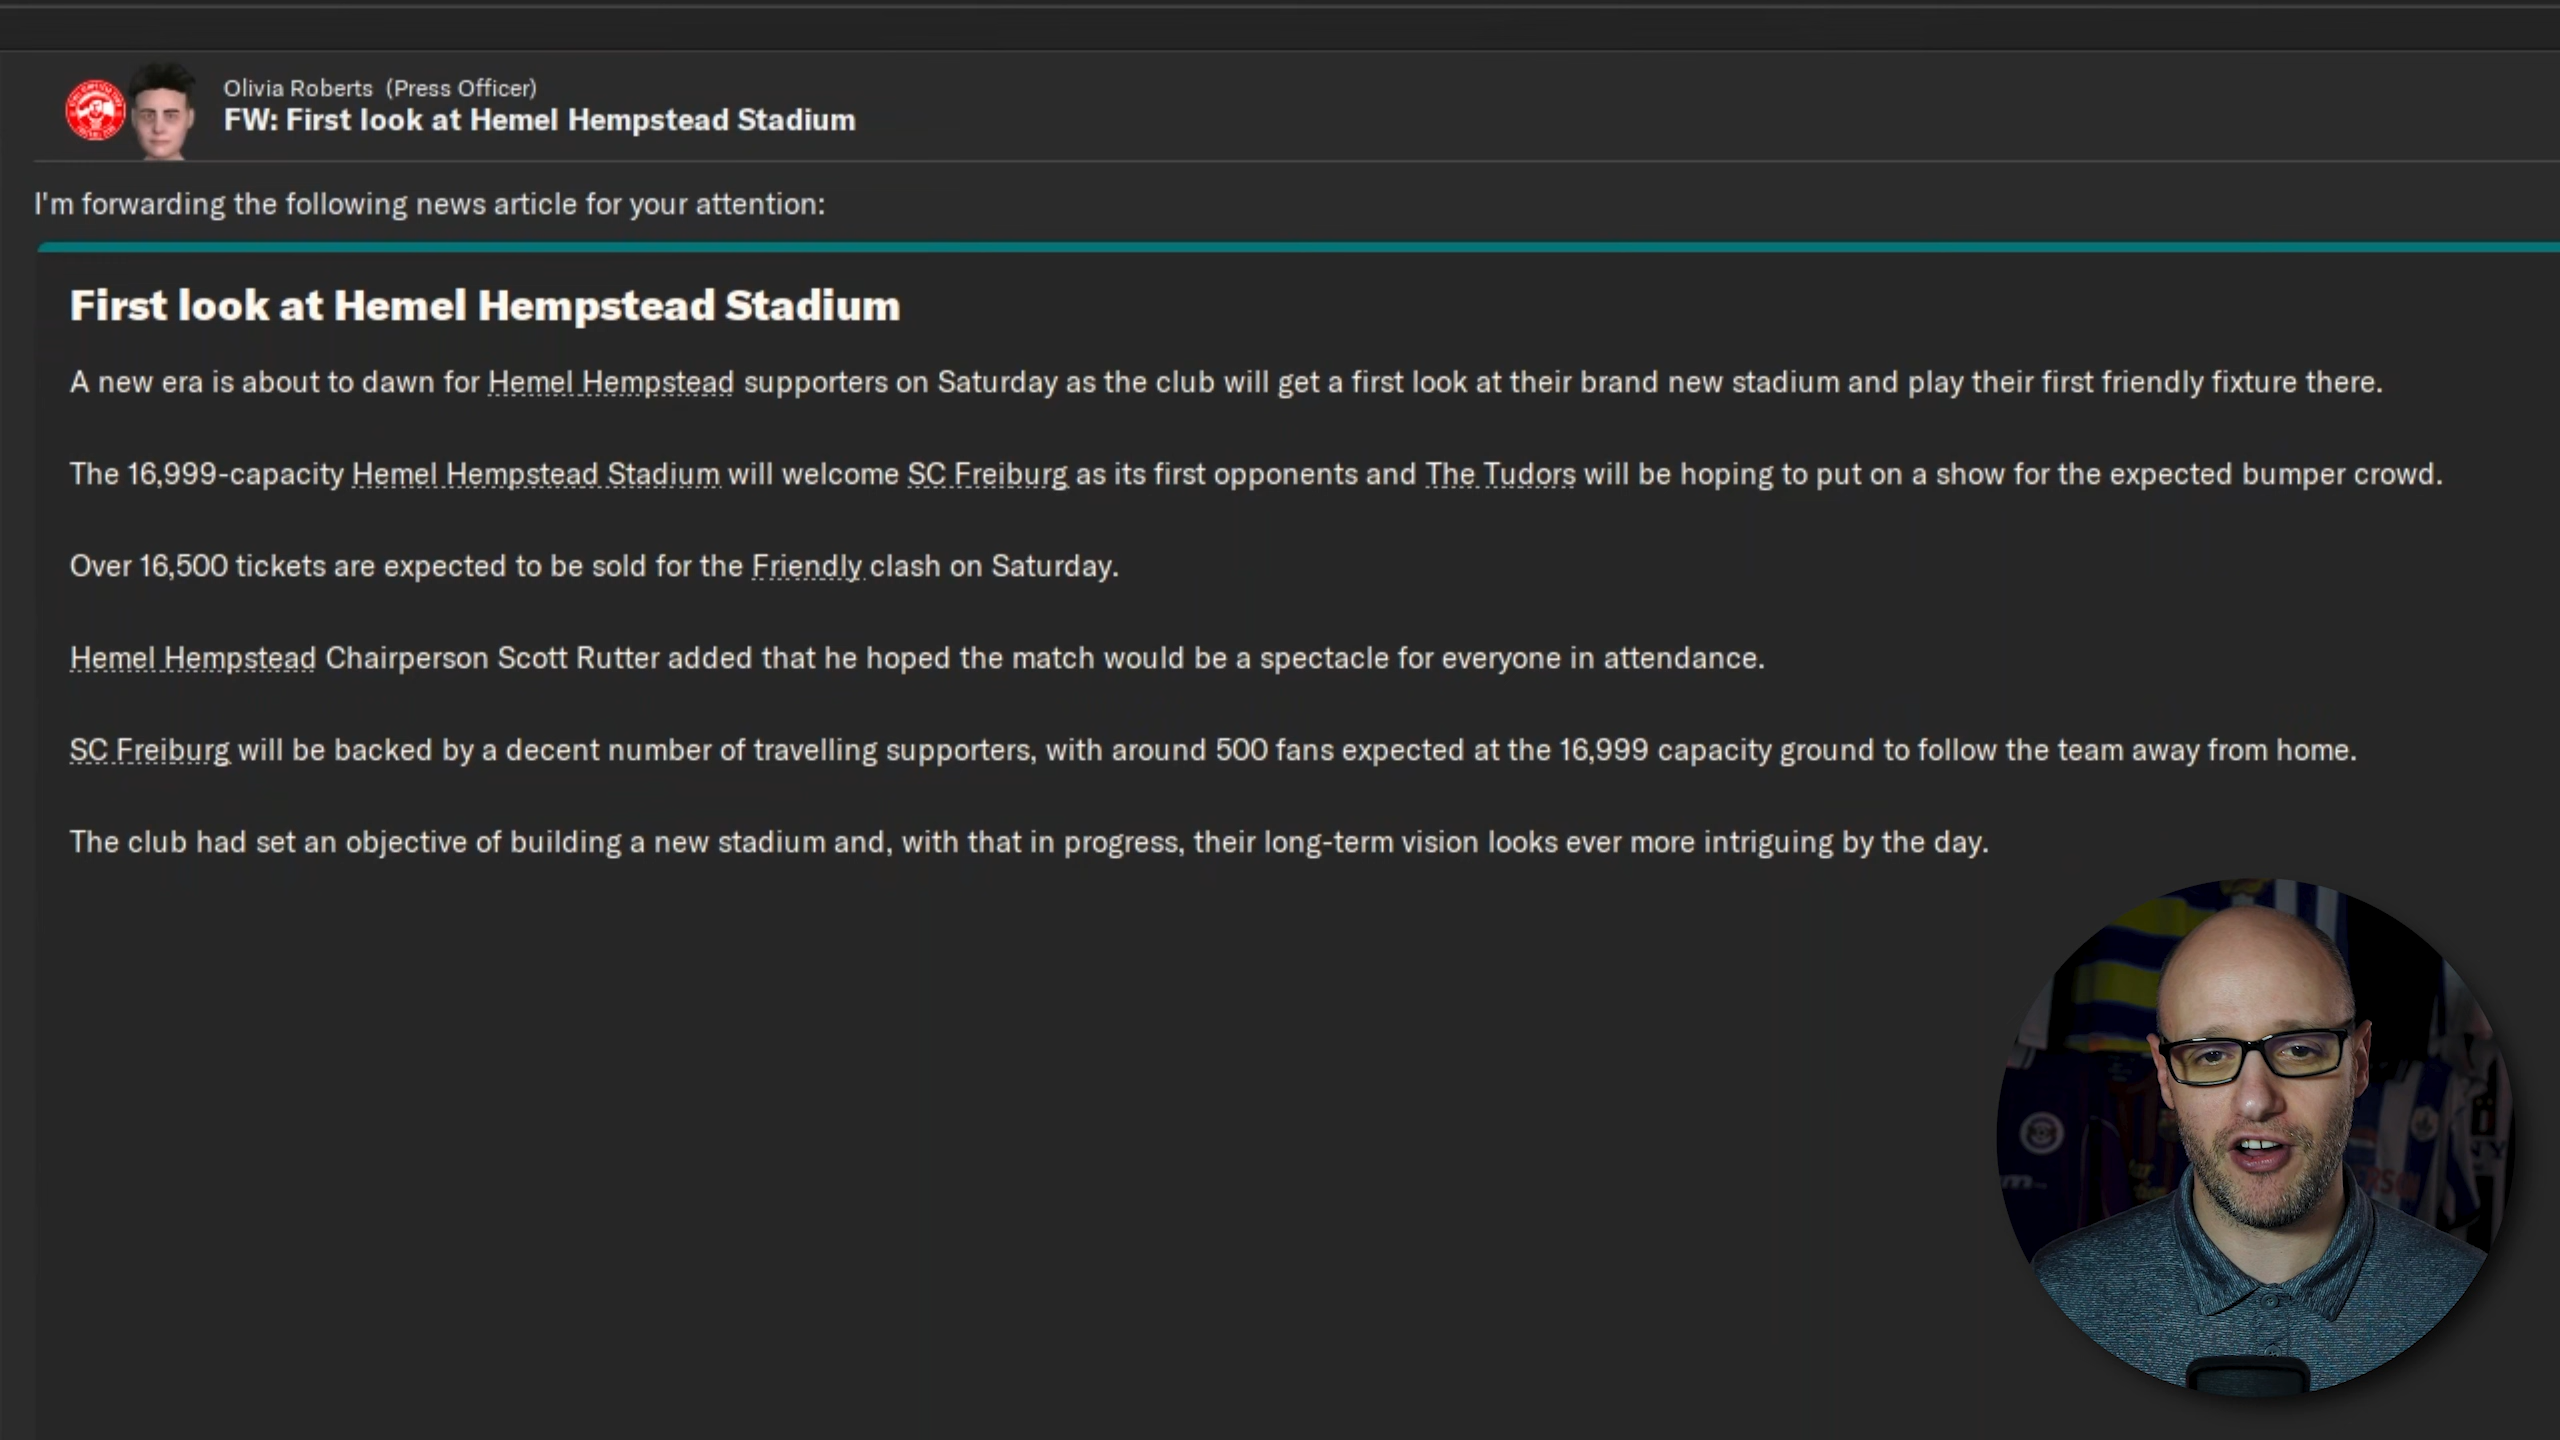 Olivia Roberts (Press Officer)
FW: First look at Hemel Hempstead Stadium
I'm forwarding the following news article for your attention:
First look at Hemel Hempstead Stadium
A new era is about to dawn for Hemel Hempstead supporters on Saturday as the club will get a first look at their brand new stadium and play their first friendly fixture there.
The 16,999-capacity Hemel Hempstead Stadium will welcome SC Freiburg as its first opponents and The Tudors will be hoping to put on a show for the expected bumper crowd.
Over 16,500 tickets are expected to be sold for the Friendly clash on Saturday.
Hemel Hempstead Chairperson Scott Rutter added that he hoped the match would be a spectacle for everyone in attendance.
SC Freiburg will be backed by a decent number of travelling supporters, with around 500 fans expected at the 16,999 capacity ground to follow the team away from home.
The club had set an objective of building a new stadium and, with that in progress, their long-term vision looks ever more intriguing by the day.